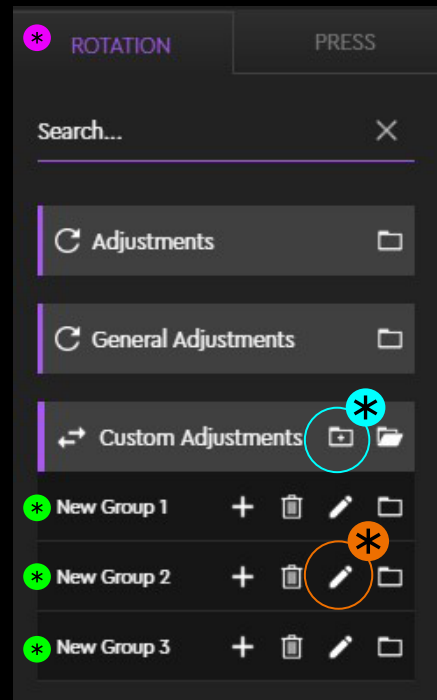 ROTATION PRESS
Search...
Adjustments
General Adjustments
Custom Adjustments
New Group 1
New Group 2
New Group 3